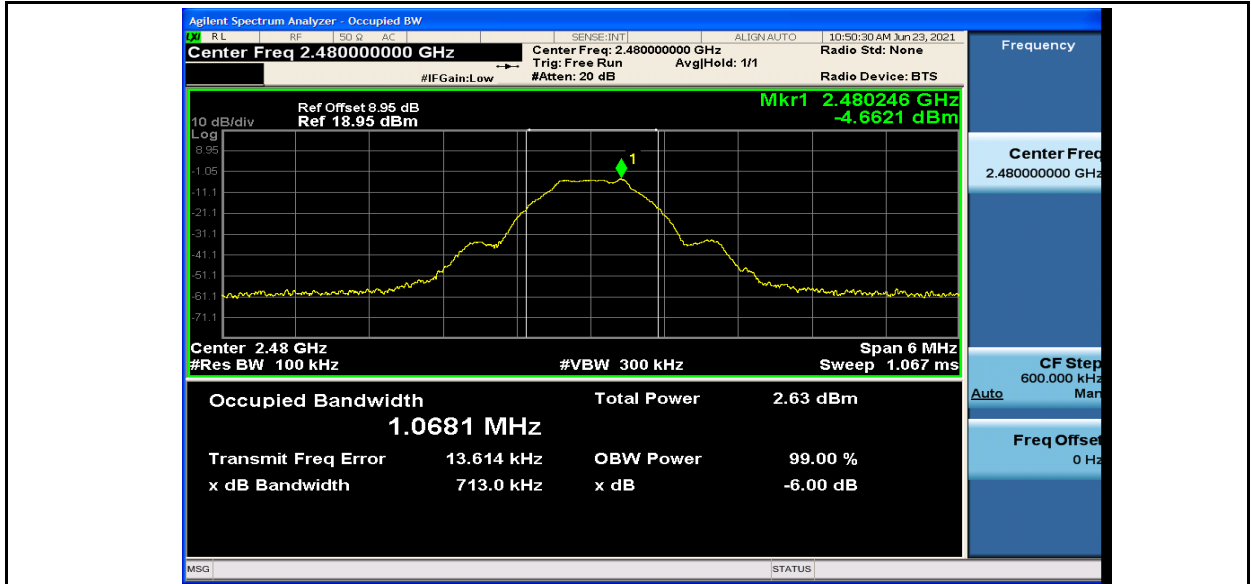 Agilent Spectrum Analyzer - Occupied BW
LXI RL RF 50 Ω AC SENSE:INT ALIGN AUTO 10:50:30 AM Jun 23, 2021
Center Freq 2.480000000 GHz
Center Freq: 2.480000000 GHz
Radio Std: None
Trig: Free Run Avg|Hold: 1/1
#IFGain:Low
#Atten: 20 dB
Radio Device: BTS
Mkr1 2.480246 GHz
-4.6621 dBm
Ref Offset 8.95 dB
10 dB/div Ref 18.95 dBm
Log
8.95
-1.05
-11.1
-21.1
-31.1
-41.1
-51.1
-61.1
-71.1
1
Center 2.48 GHz Span 6 MHz
#Res BW 100 kHz #VBW 300 kHz Sweep 1.067 ms
Occupied Bandwidth Total Power 2.63 dBm
1.0681 MHz
Transmit Freq Error 13.614 kHz OBW Power 99.00 %
x dB Bandwidth 713.0 kHz x dB -6.00 dB
MSG STATUS
Frequency
Center Freq
2.480000000 GHz
CF Step
600.000 kHz
Auto Man
Freq Offset
0 Hz